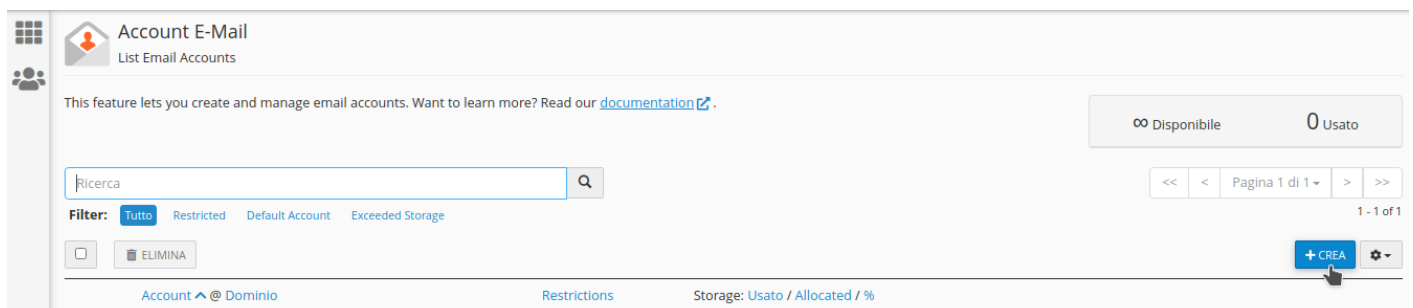 Account E-Mail
List Email Accounts
This feature lets you create and manage email accounts. Want to learn more? Read our documentation .
∞ Disponibile 0 Usato
Ricerca
<< < Pagina 1 di 1 > >>
Filter: Tutto Restricted Default Account Exceeded Storage
1 - 1 of 1
ELIMINA
+ CREA
Account @ Dominio Restrictions Storage: Usato / Allocated / %